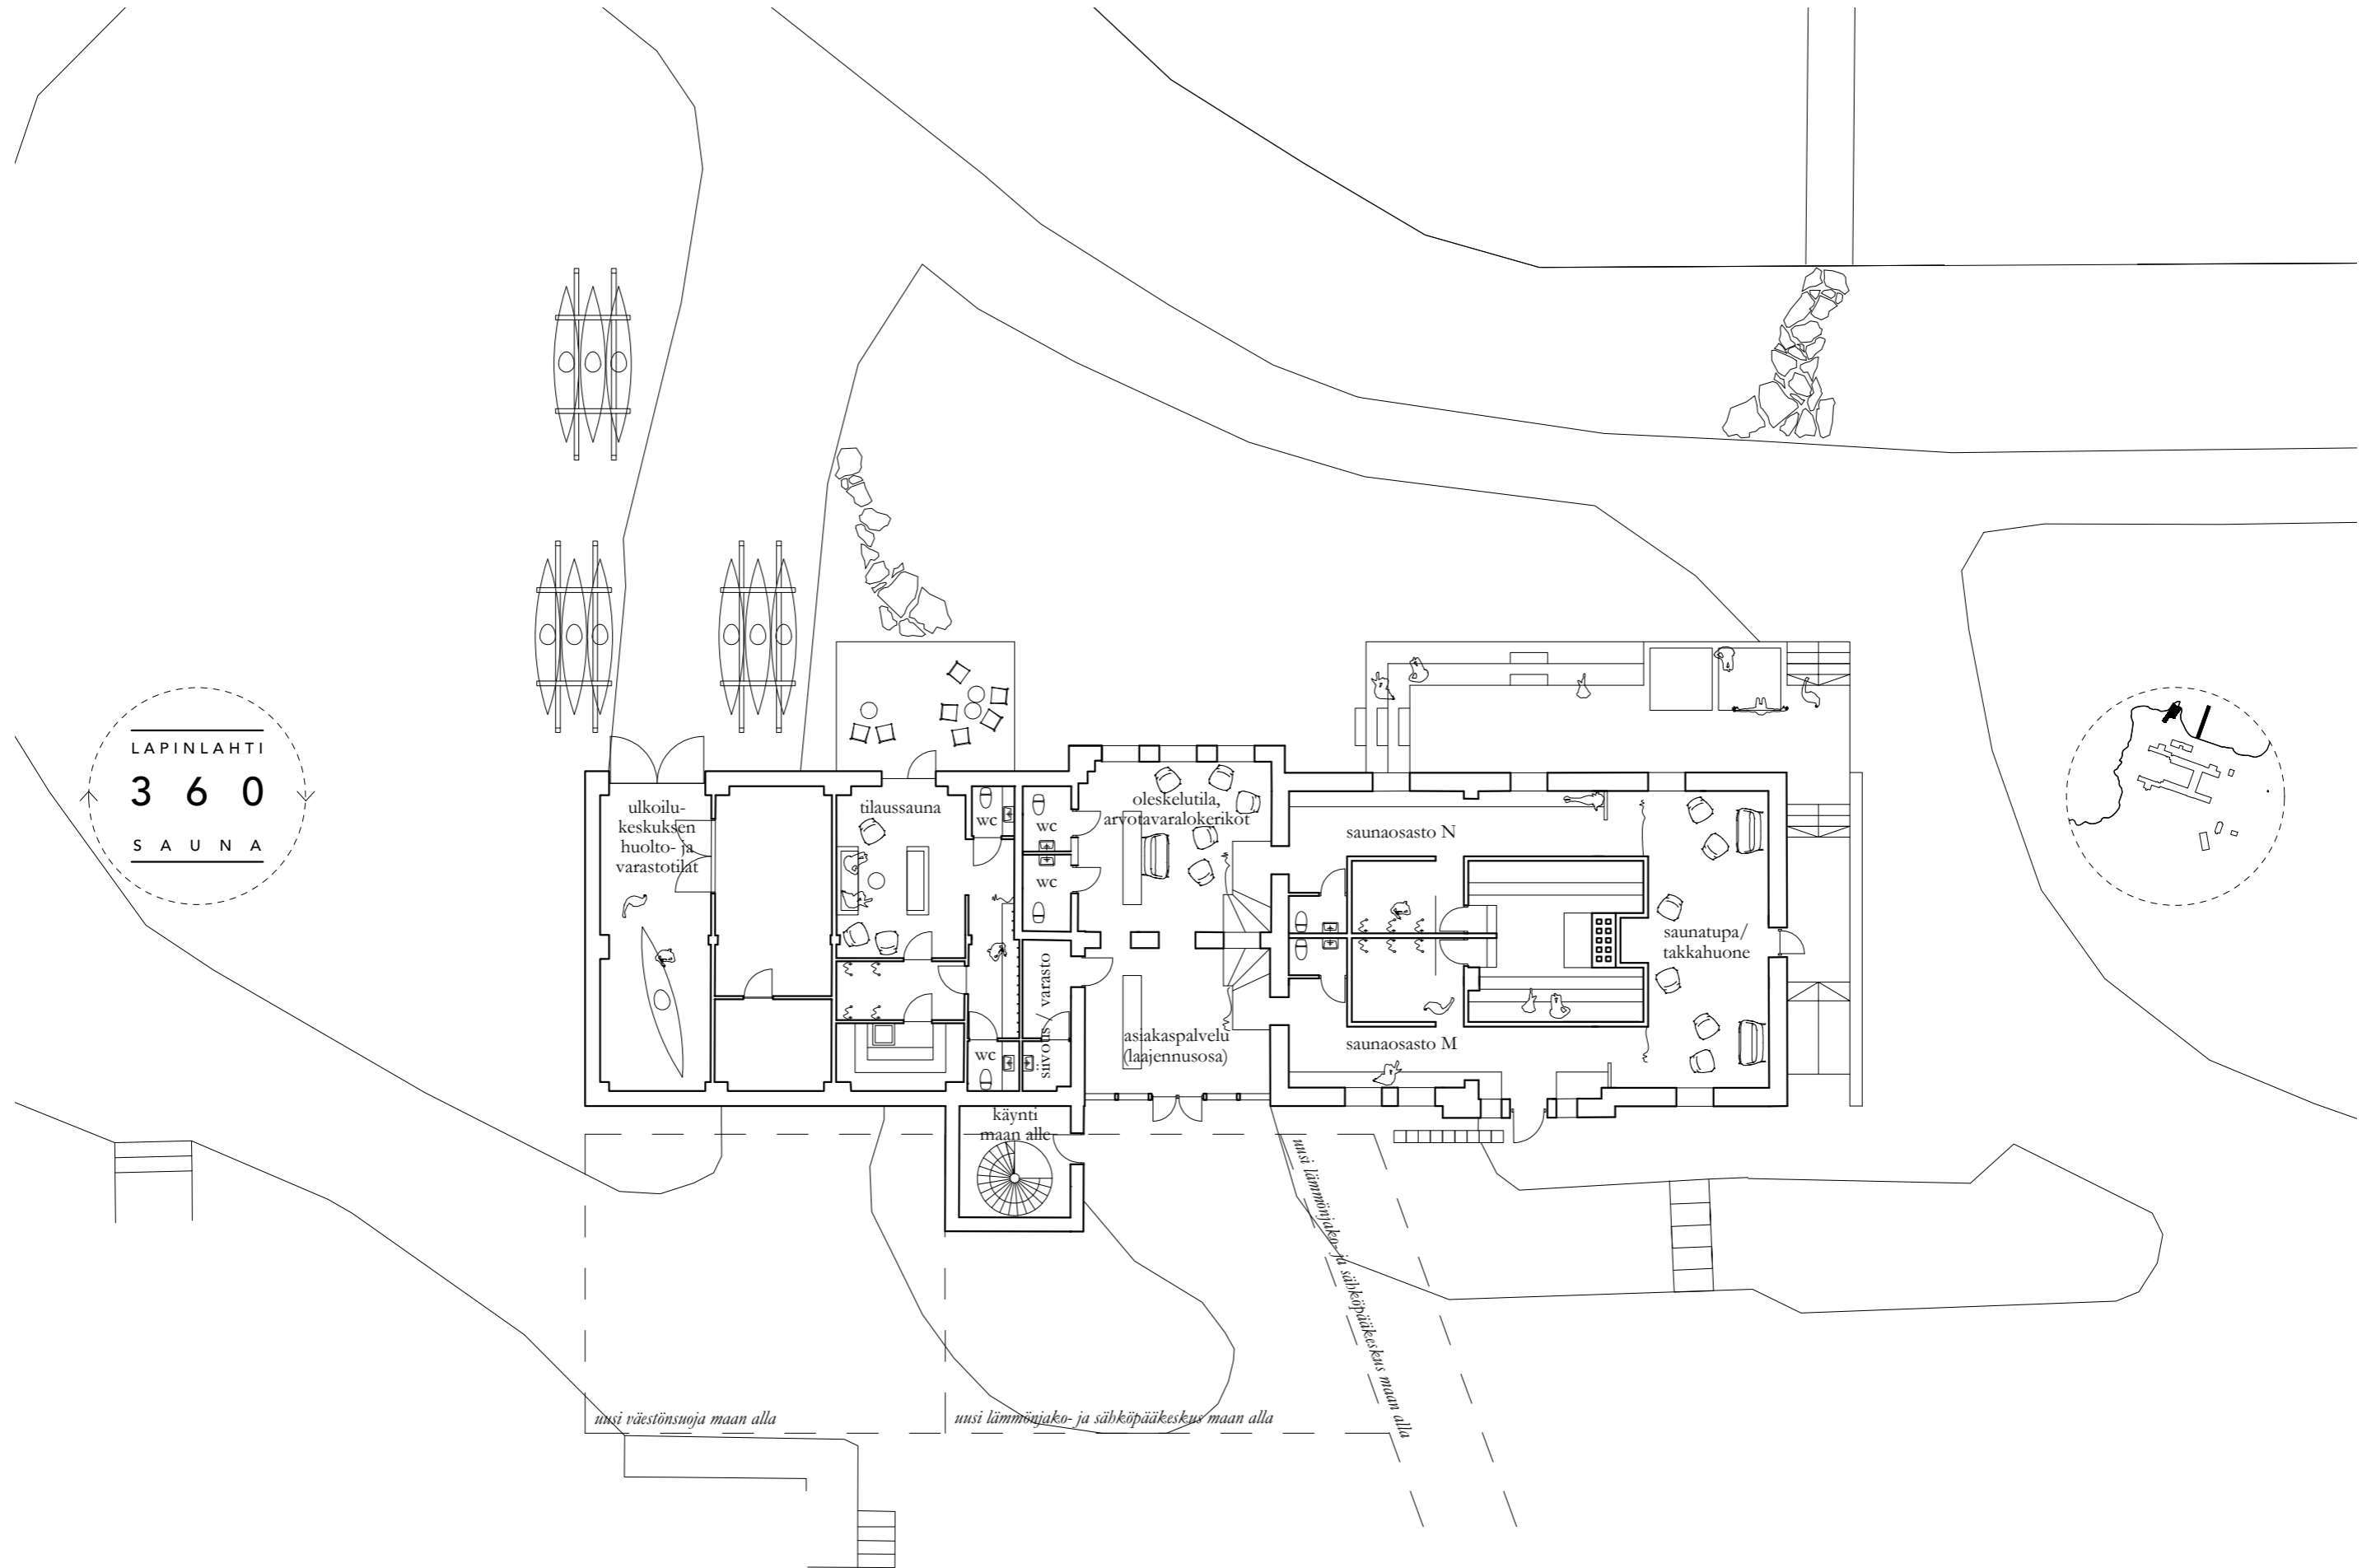 LAPINLAHTI
3 6 0
S A U N A
ulkoilu-
keskuksen
huolto- ja
varastotilat
tilaussauna
wc
wc
wc
wc
siivous / varasto
käynti
maan alle
oleskelutila,
arvotavaralokerikot
asiakaspalvelu
(laajennusosa)
saunaosasto N
saunaosasto M
saunatupa/
takkahuone
uusi väestönsuoja maan alla
uusi lämmönjako- ja sähköpääkeskus maan alla
uusi lämmönjako- ja sähköpääkeskus maan alla